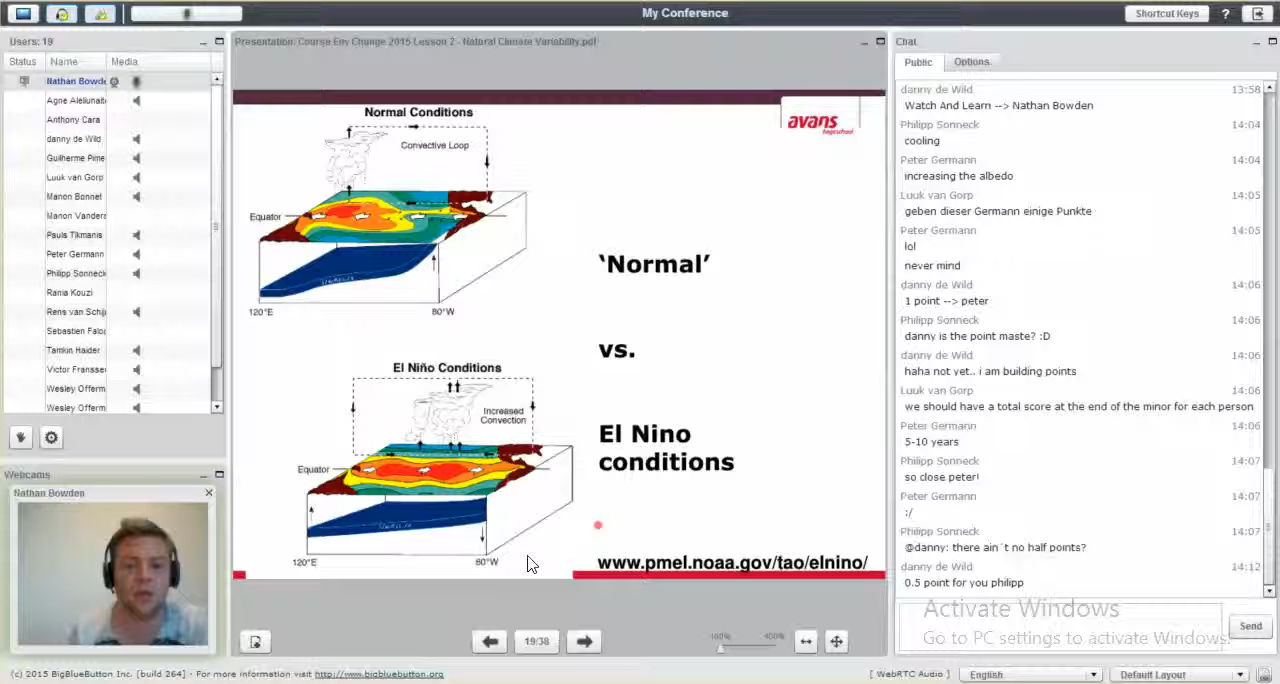 My Conference
Shortcut Keys
?
Users: 19
Status Name Media
Nathan Bowde
Agne Aleliunait
Anthony Cara
danny de Wild
Guilherme Pime
Luuk van Gorp
Manon Bonnet
Manon Vanders
Pauls Tikmanis
Peter Germann
Philipp Sonneck
Rania Kouzi
Rens van Schij
Sebastien Faloc
Tamkin Haider
Victor Franssen
Wesley Offerm
Wesley Offerm
Webcams
Nathan Bowden
Presentation: Course Env Change 2015 Lesson 2 - Natural Climate Variability.pdf
Normal Conditions
avans
hogeschool
Convective Loop
Equator
120°E 80°W
'Normal'
vs.
El Niño Conditions
Increased
Convection
Equator
120°E 80°W
El Nino
conditions
www.pmel.noaa.gov/tao/elnino/
19/38
100% 400%
Chat
Public Options
danny de Wild 13:58
Watch And Learn --> Nathan Bowden
Philipp Sonneck 14:04
cooling
Peter Germann 14:04
increasing the albedo
Luuk van Gorp 14:05
geben dieser Germann einige Punkte
Peter Germann 14:05
lol
never mind
danny de Wild 14:06
1 point --> peter
Philipp Sonneck 14:06
danny is the point maste? :D
danny de Wild 14:06
haha not yet.. i am building points
Luuk van Gorp 14:06
we should have a total score at the end of the minor for each person
Peter Germann 14:06
5-10 years
Philipp Sonneck 14:07
so close peter!
Peter Germann 14:07
:/
Philipp Sonneck 14:07
@danny: there ain´t no half points?
danny de Wild 14:12
0.5 point for you philipp
Activate Windows
Go to PC settings to activate Windows.
Send
(c) 2015 BigBlueButton Inc. [build 264] - For more information visit http://www.bigbluebutton.org
[ WebRTC Audio ] English Default Layout